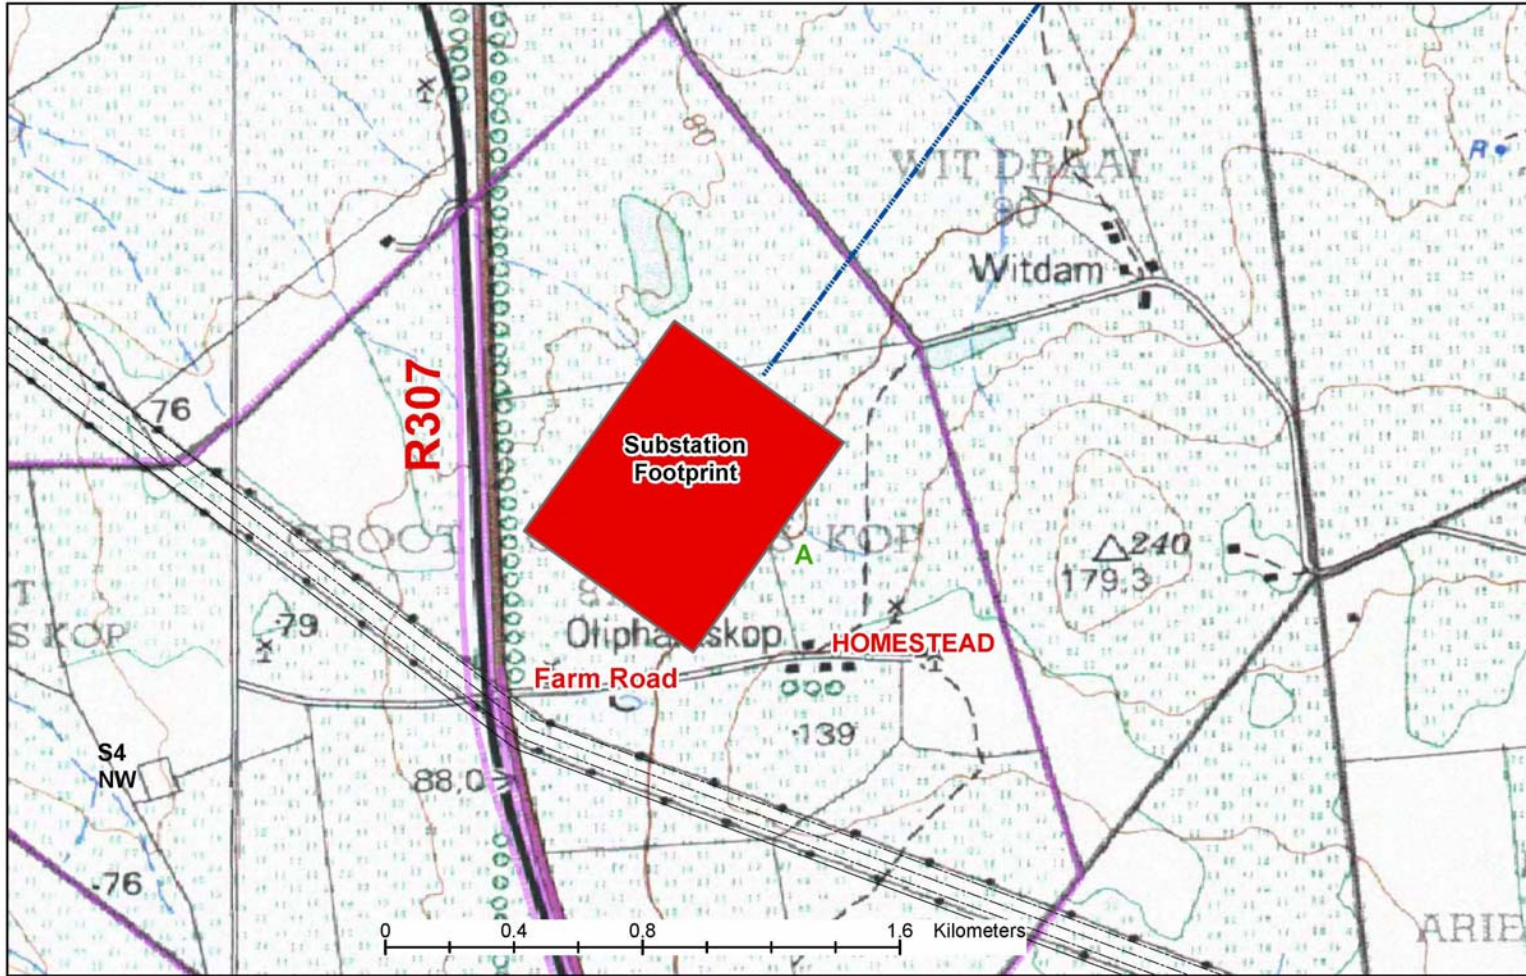 80
WIT DRAAI
90
R
Witdam
76
R307
Substation
Footprint
240
179.3
GROOT
S KOP
A
T
S KOP
79
Oliphantskop
HOMESTEAD
Farm Road
139
S4
NW
88.0
76
0 0.4 0.8 1.6 Kilometers
ARIE